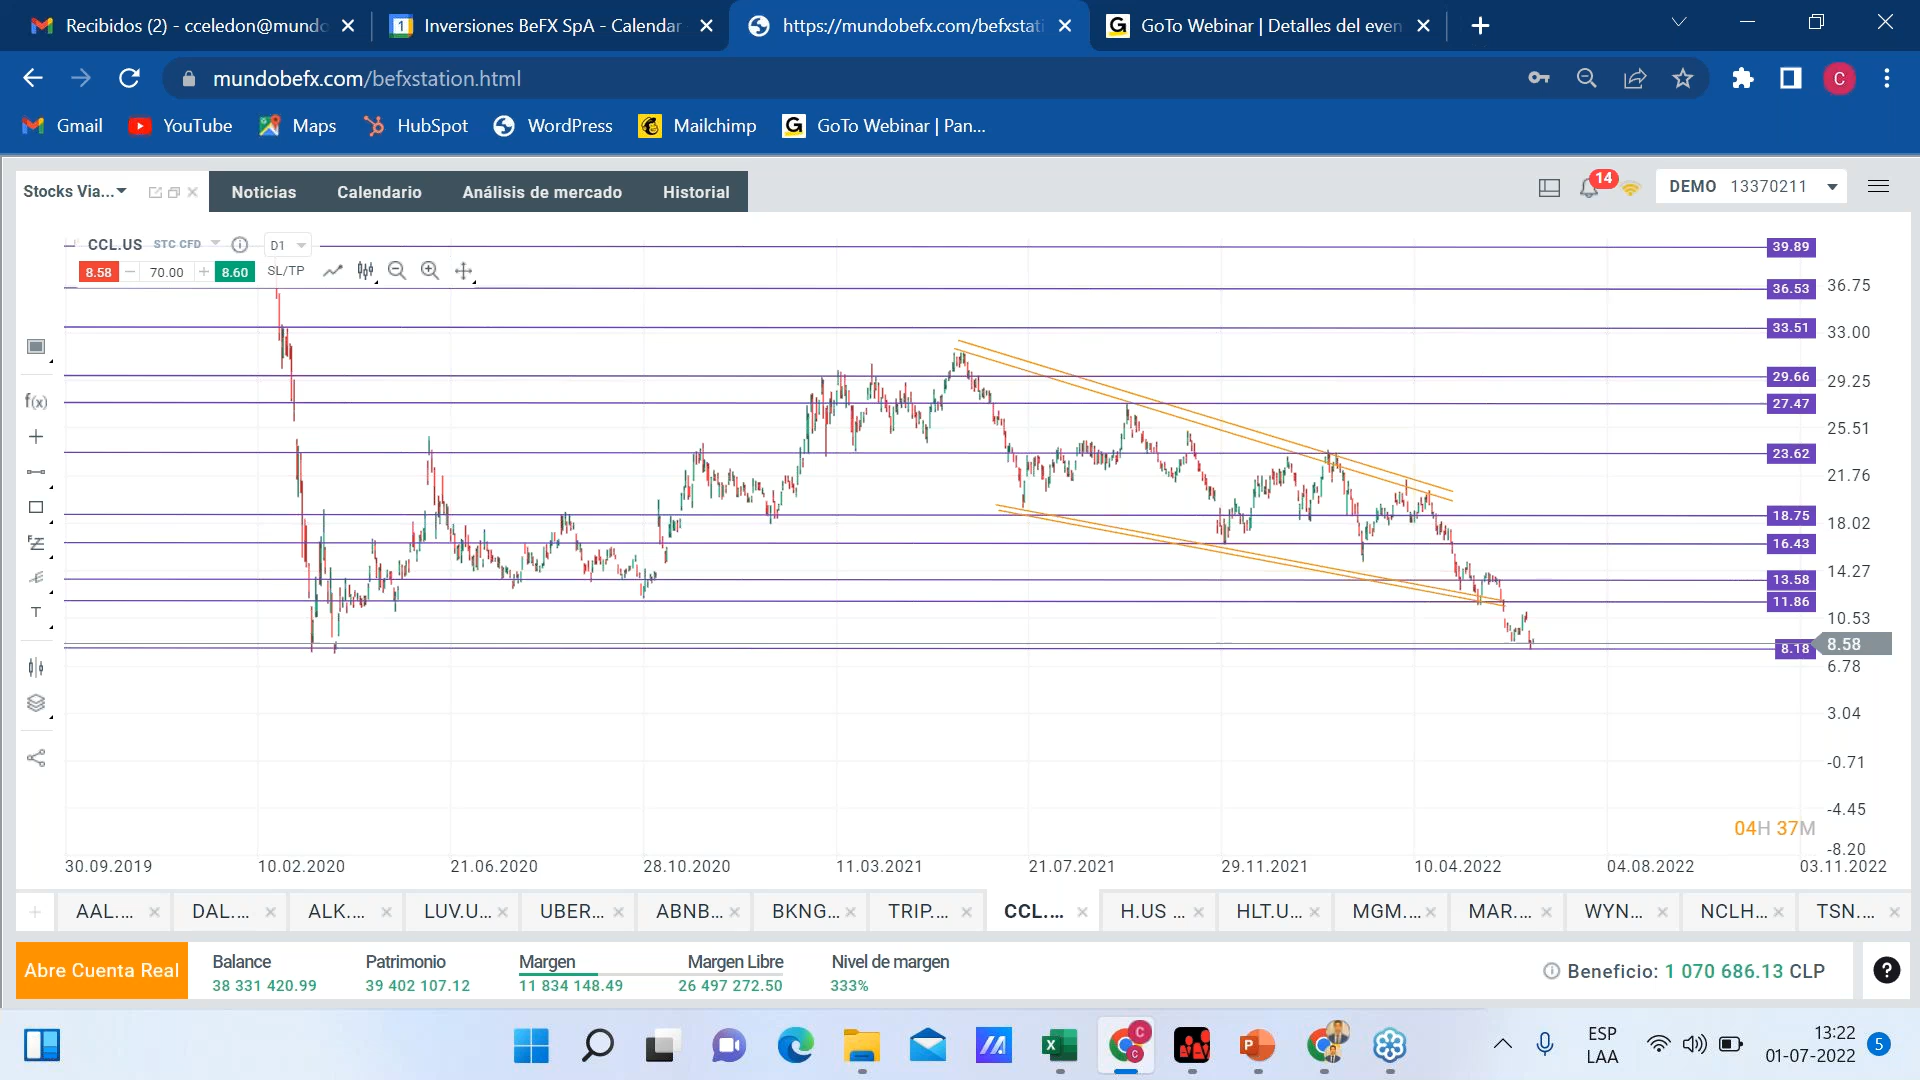 Recibidos (2) - cceledon@mundo
Inversiones BeFX SpA - Calendar
https://mundobefx.com/befxstati
GoTo Webinar | Detalles del even
mundobefx.com/befxstation.html
C
Gmail
YouTube
Maps
HubSpot
WordPress
Mailchimp
GoTo Webinar | Pan...
Stocks Via...
Noticias
Calendario
Análisis de mercado
Historial
14
DEMO 13370211
CCL.US STC CFD
D1
8.58
70.00
8.60
SL/TP
f(x)
T
39.89
36.53
33.51
29.66
27.47
23.62
18.75
16.43
13.58
11.86
8.18
8.58
36.75
33.00
29.25
25.51
21.76
18.02
14.27
10.53
6.78
3.04
-0.71
-4.45
-8.20
04H 37M
30.09.2019
10.02.2020
21.06.2020
28.10.2020
11.03.2021
21.07.2021
29.11.2021
10.04.2022
04.08.2022
03.11.2022
AAL....
DAL....
ALK....
LUV.U...
UBER...
ABNB...
BKNG...
TRIP....
CCL....
H.US ...
HLT.U...
MGM....
MAR....
WYN...
NCLH...
TSN....
Abre Cuenta Real
Balance
38 331 420.99
Patrimonio
39 402 107.12
Margen
11 834 148.49
Margen Libre
26 497 272.50
Nivel de margen
333%
Beneficio: 1 070 686.13 CLP
ESP
LAA
13:22
01-07-2022
5